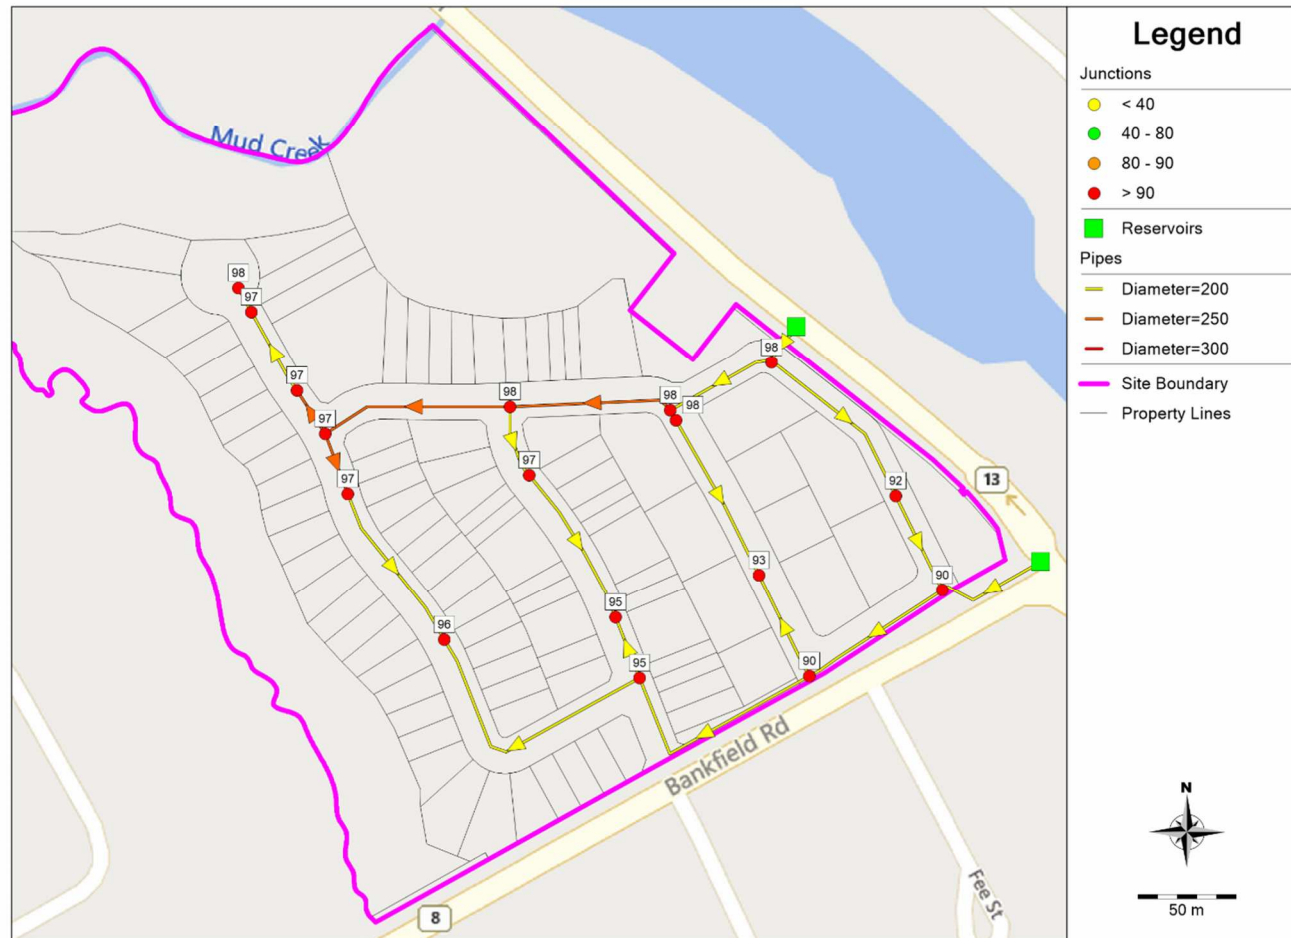 Legend
Junctions
< 40
40 - 80
80 - 90
> 90
Reservoirs
Pipes
Diameter=200
Diameter=250
Diameter=300
Site Boundary
Property Lines
Mud Creek
98
97
97
97
97
98
98
98
98
97
92
93
90
95
96
95
90
13
Bankfield Rd
8
Fee St
N
50 m